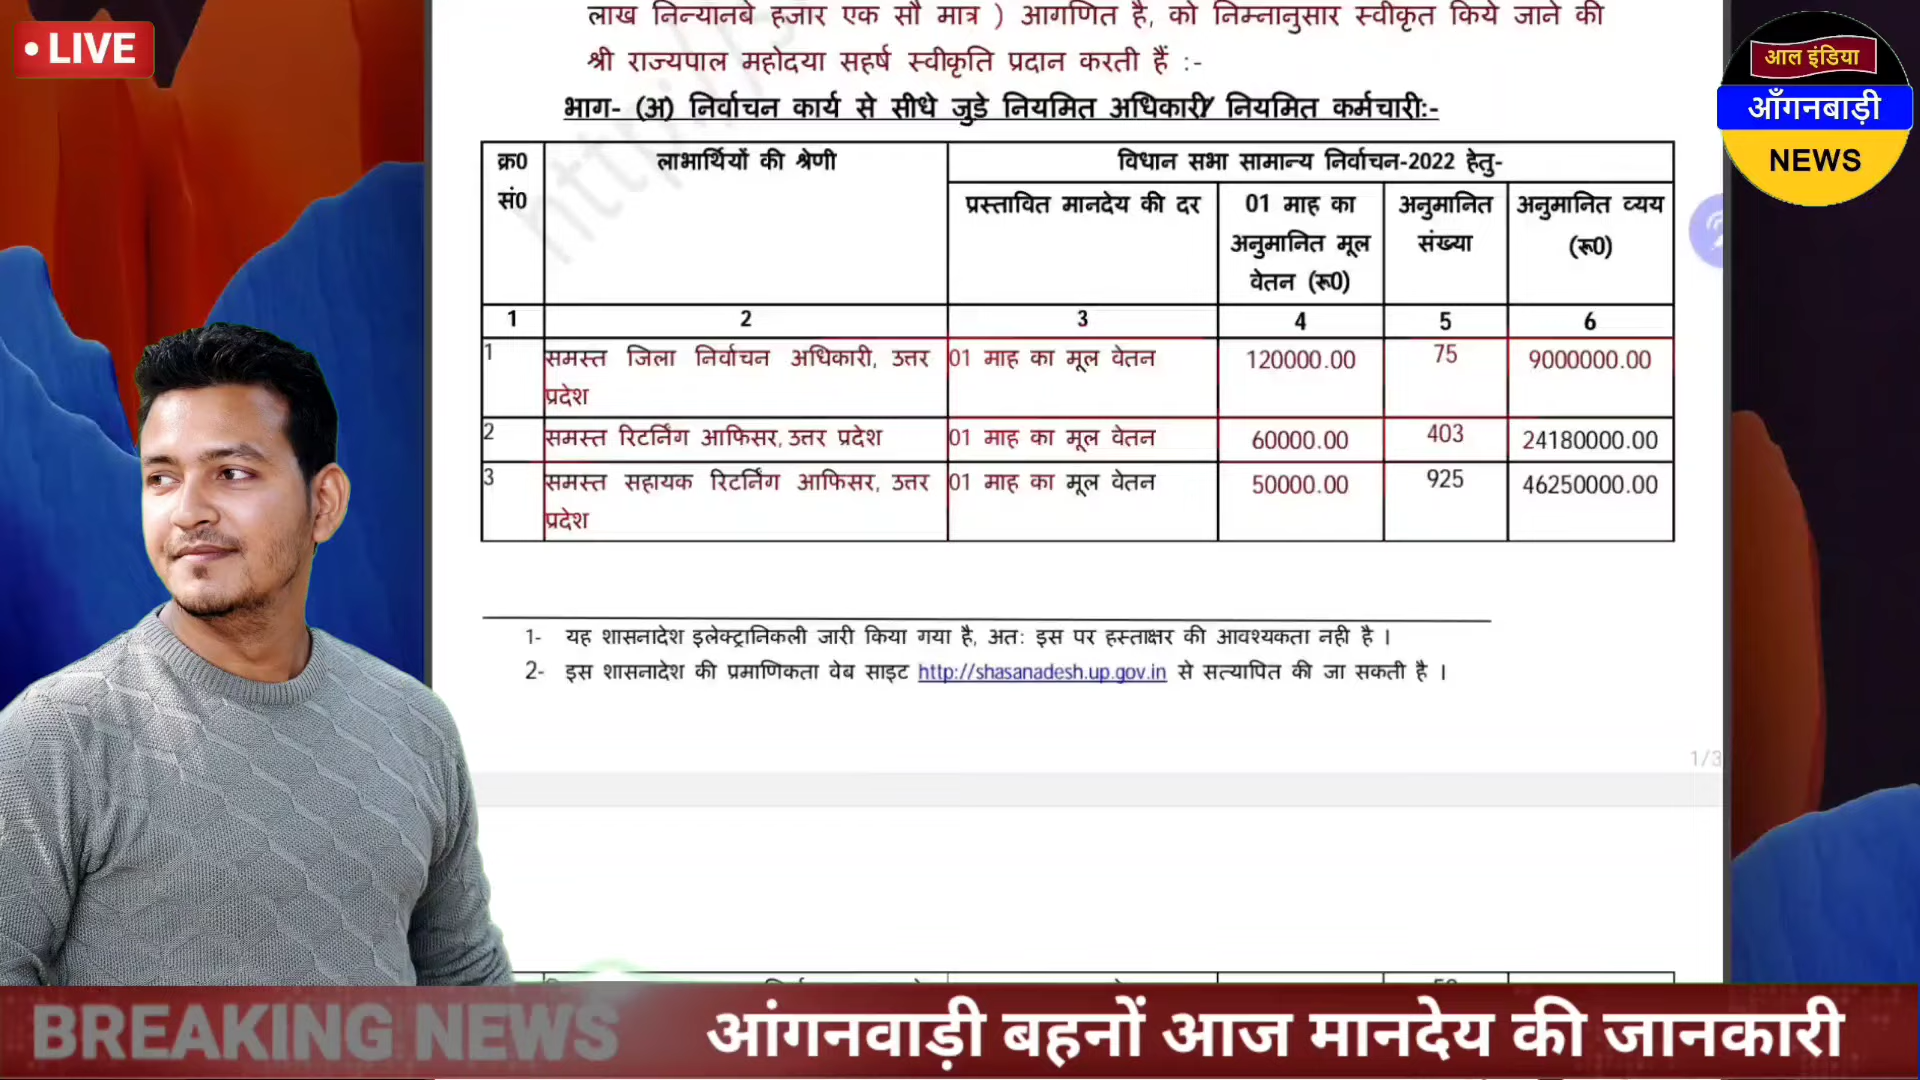 • LIVE
आल इंडिया
आँगनबाड़ी
NEWS
लाख निन्यानबे हजार एक सौ मात्र ) आगणित है, को निम्नानुसार स्वीकृत किये जाने की
श्री राज्यपाल महोदया सहर्ष स्वीकृति प्रदान करती हैं :-
भाग- (अ) निर्वाचन कार्य से सीधे जुडे नियमित अधिकारी/ नियमित कर्मचारी:-
क्र0 सं0 लाभार्थियों की श्रेणी विधान सभा सामान्य निर्वाचन-2022 हेतु-
प्रस्तावित मानदेय की दर 01 माह का अनुमानित मूल वेतन (रू0) अनुमानित संख्या अनुमानित व्यय (रू0)
1 2 3 4 5 6
1 समस्त जिला निर्वाचन अधिकारी, उत्तर प्रदेश 01 माह का मूल वेतन 120000.00 75 9000000.00
2 समस्त रिटर्निंग आफिसर, उत्तर प्रदेश 01 माह का मूल वेतन 60000.00 403 24180000.00
3 समस्त सहायक रिटर्निंग आफिसर, उत्तर प्रदेश 01 माह का मूल वेतन 50000.00 925 46250000.00
1- यह शासनादेश इलेक्ट्रानिकली जारी किया गया है, अत: इस पर हस्ताक्षर की आवश्यकता नही है ।
2- इस शासनादेश की प्रमाणिकता वेब साइट http://shasanadesh.up.gov.in से सत्यापित की जा सकती है ।
1/3
BREAKING NEWS
आंगनवाड़ी बहनों आज मानदेय की जानकारी